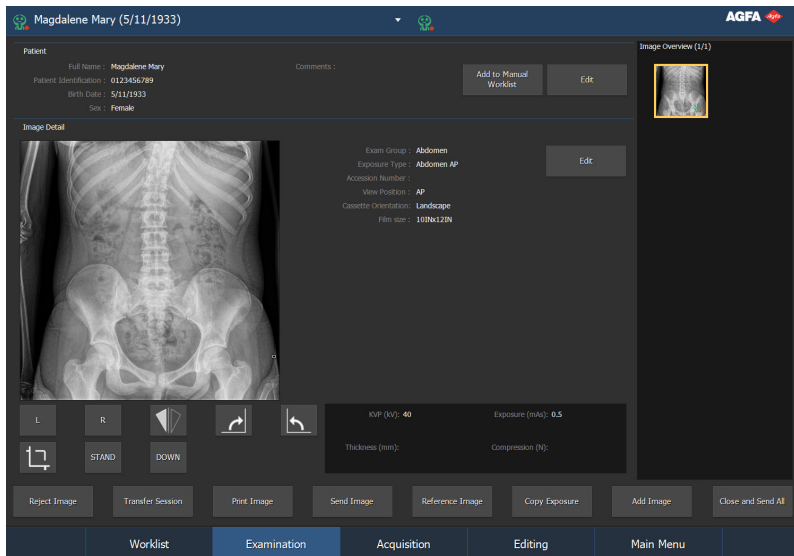 Magdalene Mary (5/11/1933)
AGFA
Agfa
Patient
Full Name : Magdalene Mary
Patient Identification : 0123456789
Birth Date : 5/11/1933
Sex : Female
Comments :
Add to Manual
Worklist
Edit
Image Overview (1/1)
Image Detail
Exam Group : Abdomen
Exposure Type : Abdomen AP
Accession Number :
View Position : AP
Cassette Orientation: Landscape
Film size : 10INx12IN
Edit
L
R
STAND
DOWN
KVP (kV): 40
Exposure (mAs): 0.5
Thickness (mm):
Compression (N):
Reject Image
Transfer Session
Print Image
Send Image
Reference Image
Copy Exposure
Add Image
Close and Send All
Worklist
Examination
Acquisition
Editing
Main Menu